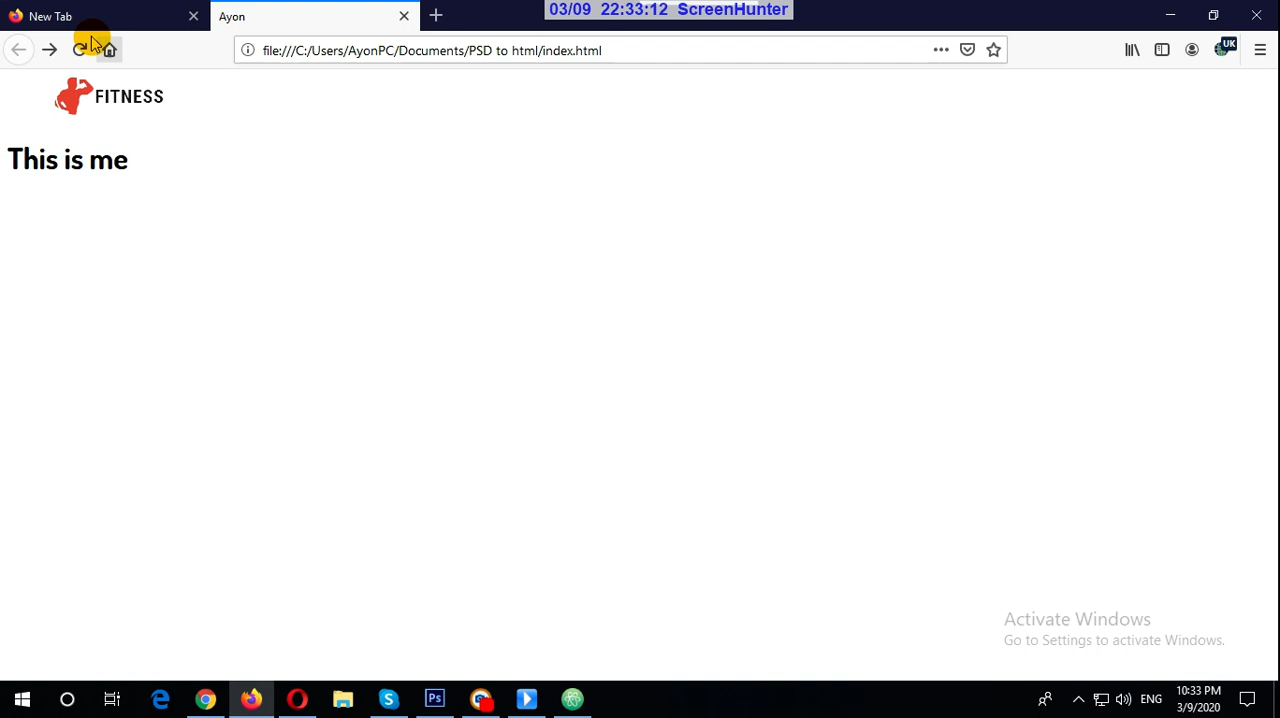 03/09 22:33:12 ScreenHunter
New Tab
Ayon
file:///C:/Users/AyonPC/Documents/PSD to html/index.html
UK
FITNESS
This is me
Activate Windows
Go to Settings to activate Windows.
Ps
ENG
10:33 PM
3/9/2020